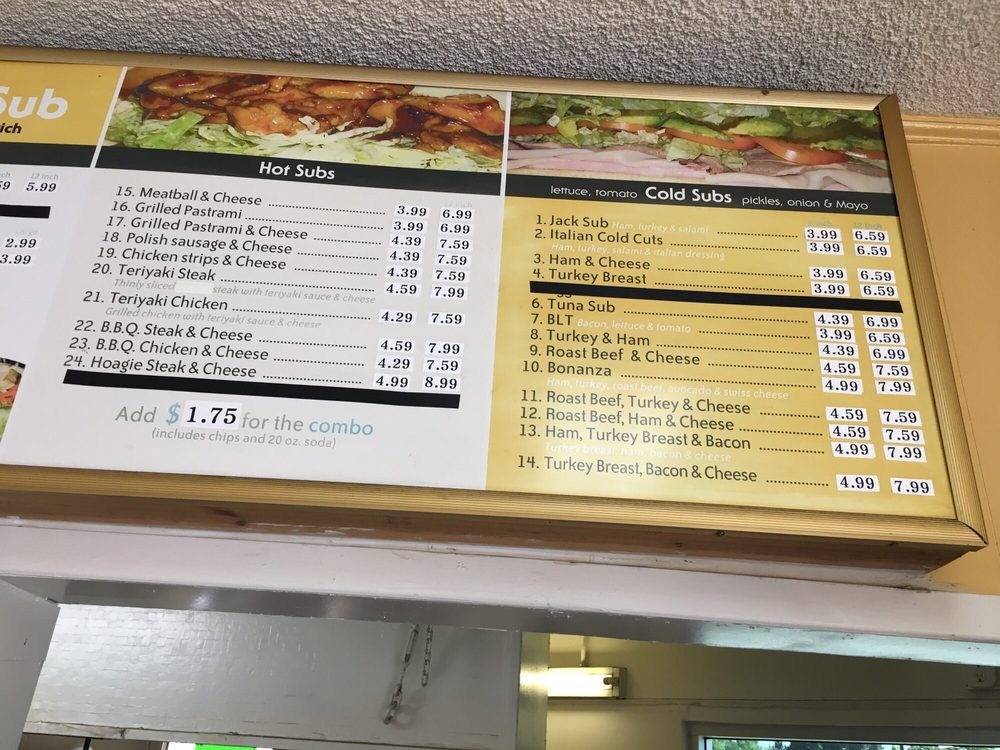 Sub
ich
12 inch
5.99
Large
2.99
3.99
Hot Subs
12 inch
15. Meatball & Cheese 3.99 6.99
16. Grilled Pastrami 3.99 6.99
17. Grilled Pastrami & Cheese 4.39 7.59
18. Polish sausage & Cheese 4.39 7.59
19. Chicken strips & Cheese 4.39 7.59
20. Teriyaki Steak 4.59 7.99
Thinly sliced steak with teriyaki sauce & cheese
21. Teriyaki Chicken 4.29 7.59
Grilled chicken with teriyaki sauce & cheese
22. B.B.Q. Steak & Cheese 4.59 7.99
23. B.B.Q. Chicken & Cheese 4.29 7.59
24. Hoagie Steak & Cheese 4.99 8.99
Add $ 1.75 for the combo
(includes chips and 20 oz. soda)
lettuce, tomato Cold Subs pickles, onion & Mayo
1. Jack Sub Ham, turkey & salami 3.99 6.59
2. Italian Cold Cuts 3.99 6.59
Ham, turkey, salami & italian dressing
3. Ham & Cheese 3.99 6.59
4. Turkey Breast 3.99 6.59
6. Tuna Sub 4.39 6.99
7. BLT Bacon, lettuce & tomato 3.99 6.59
8. Turkey & Ham 4.39 6.99
9. Roast Beef & Cheese 4.59 7.59
10. Bonanza 4.99 7.99
Ham, turkey, roast beef, avocado & swiss cheese
11. Roast Beef, Turkey & Cheese 4.59 7.59
12. Roast Beef, Ham & Cheese 4.59 7.59
13. Ham, Turkey Breast & Bacon 4.99 7.99
Turkey breast, ham, bacon & cheese
14. Turkey Breast, Bacon & Cheese 4.99 7.99